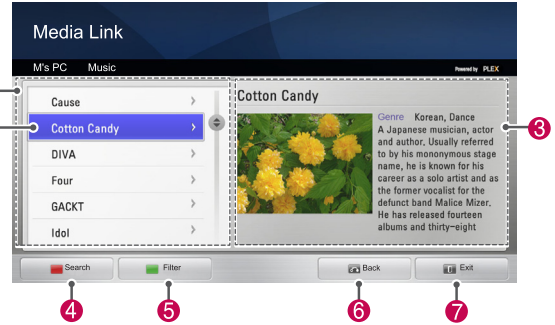 Media Link
M's PC Music
Powered by PLEX
Cause
Cotton Candy
DIVA
Four
GACKT
Idol
Cotton Candy
Genre Korean, Dance
A Japanese musician, actor
and author. Usually referred
to by his mononymous stage
name, he is known for his
career as a solo artist and as
the former vocalist for the
defunct band Malice Mizer.
He has released fourteen
albums and thirty-eight
3
Search
Filter
Back
Exit
4
5
6
7